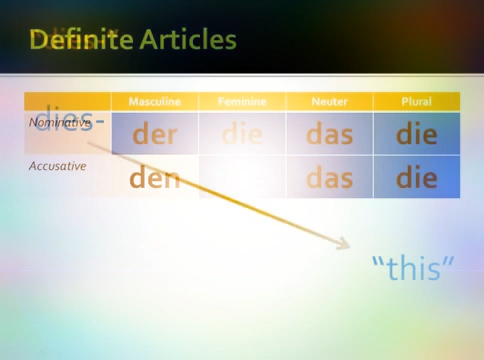 Definite Articles
Masculine Feminine Neuter Plural
dies-
Nominative der die das die
Accusative den das die
“this”